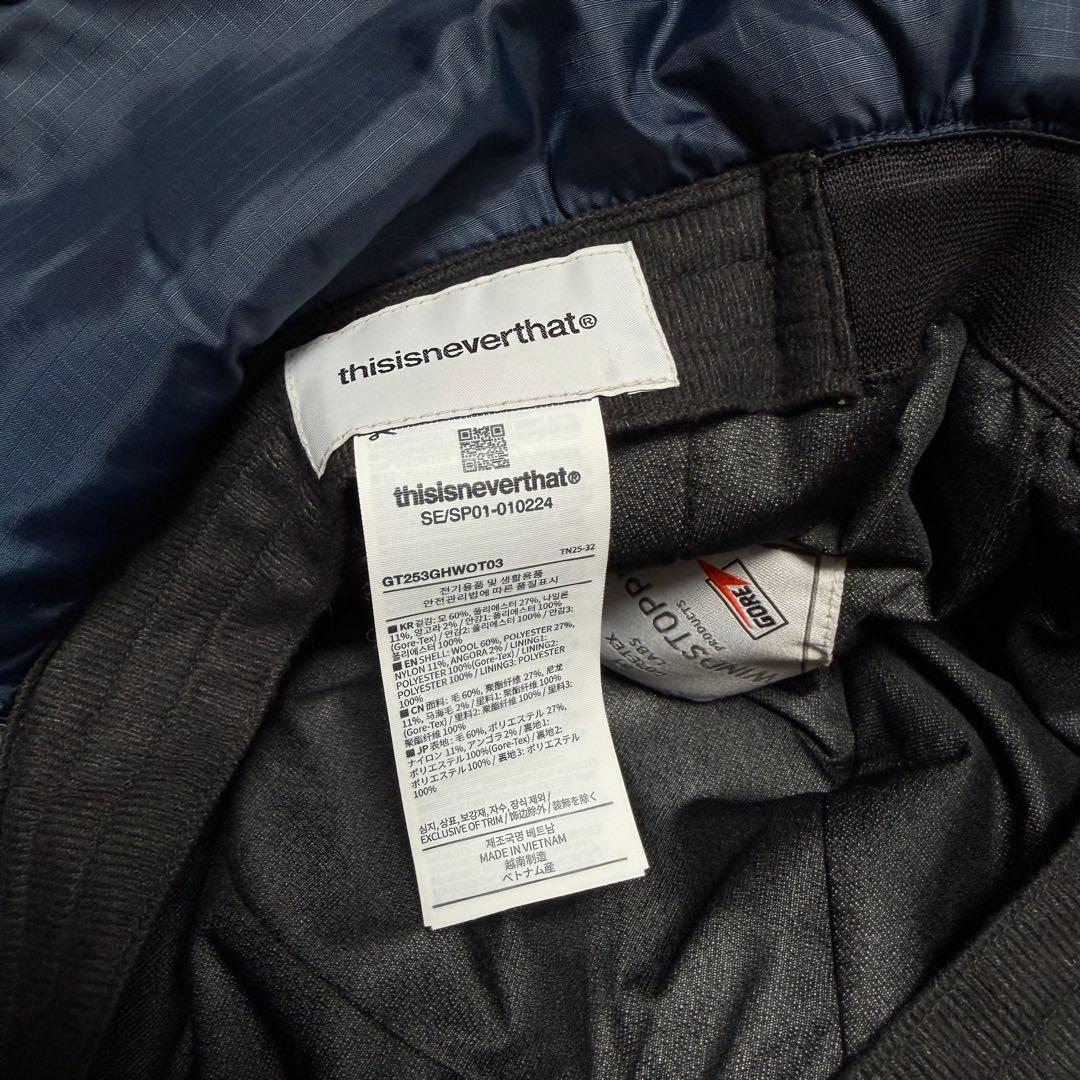 thisisneverthat®
thisisneverthat®
SE/SP01-010224
TN25-32
GT253GHWOT03
전기용품 및 생활용품
안전관리법에 따른 품질표시
■ KR 겉감: 모 60%, 폴리에스터 27%, 나일론
11%, 앙고라 2% / 안감1: 폴리에스터 100%
(Gore-Tex) / 안감2: 폴리에스터 100% / 안감3:
폴리에스터 100%
■ EN SHELL: WOOL 60%, POLYESTER 27%,
NYLON 11%, ANGORA 2% / LINING1:
POLYESTER 100%(Gore-Tex) / LINING2:
POLYESTER 100% / LINING3: POLYESTER
100%
■ CN 面料: 毛 60%, 聚酯纤维 27%, 尼龙
11%, 马海毛 2% / 里料1: 聚酯纤维 100%
(Gore-Tex) / 里料2: 聚酯纤维 100% / 里料3:
聚酯纤维 100%
■ JP 表地: 毛 60%, ポリエステル 27%,
ナイロン 11%, アンゴラ 2% / 裏地1:
ポリエステル 100%(Gore-Tex) / 裏地2:
ポリエステル 100% / 裏地3: ポリエステル
100%
심지, 상표, 보강재, 자수, 장식 제외 /
EXCLUSIVE OF TRIM / 饰边除外 / 装飾を除く
제조국명 베트남
MADE IN VIETNAM
越南制造
ベトナム産
GORE
PRODUCTS
LABS